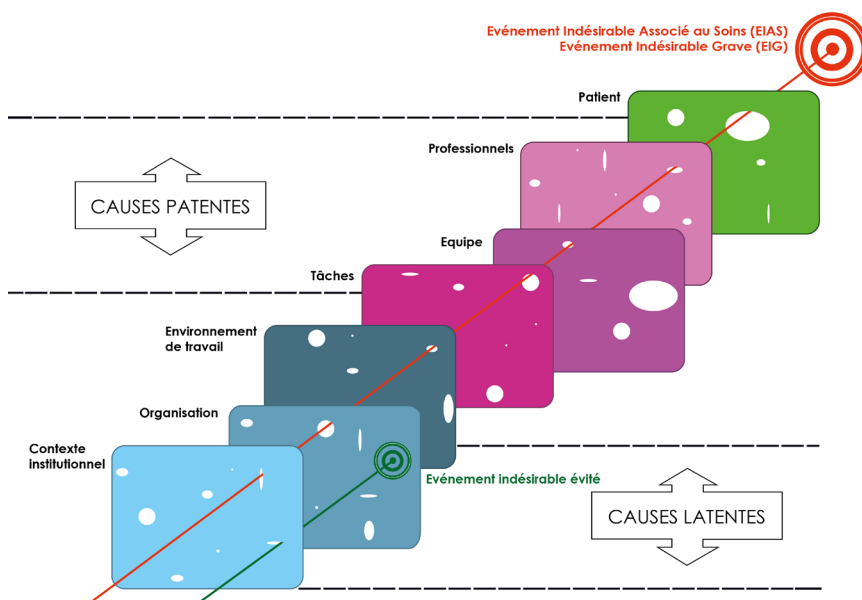 Evénement Indésirable Associé au Soins (EIAS)
Evénement Indésirable Grave (EIG)
Patient
Professionnels
CAUSES PATENTES
Equipe
Tâches
Environnement
de travail
Organisation
Contexte
institutionnel
Evénement indésirable évité
CAUSES LATENTES